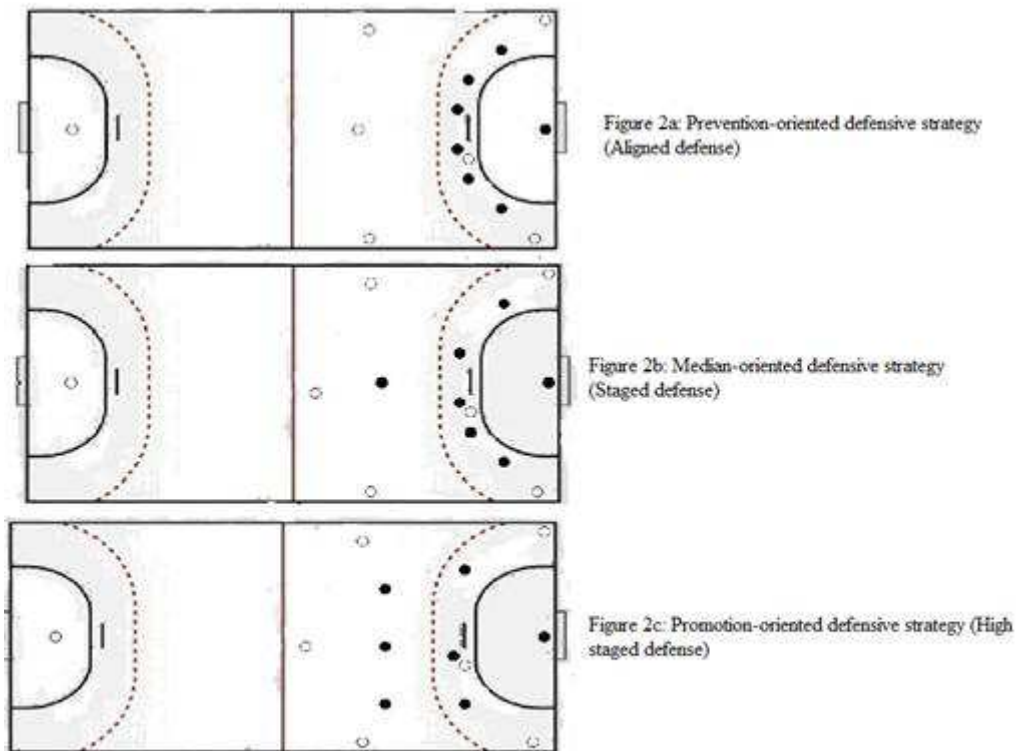 Figure 2a: Prevention-oriented defensive strategy
(Aligned defense)
Figure 2b: Median-oriented defensive strategy
(Staged defense)
Figure 2c: Promotion-oriented defensive strategy (High
staged defense)